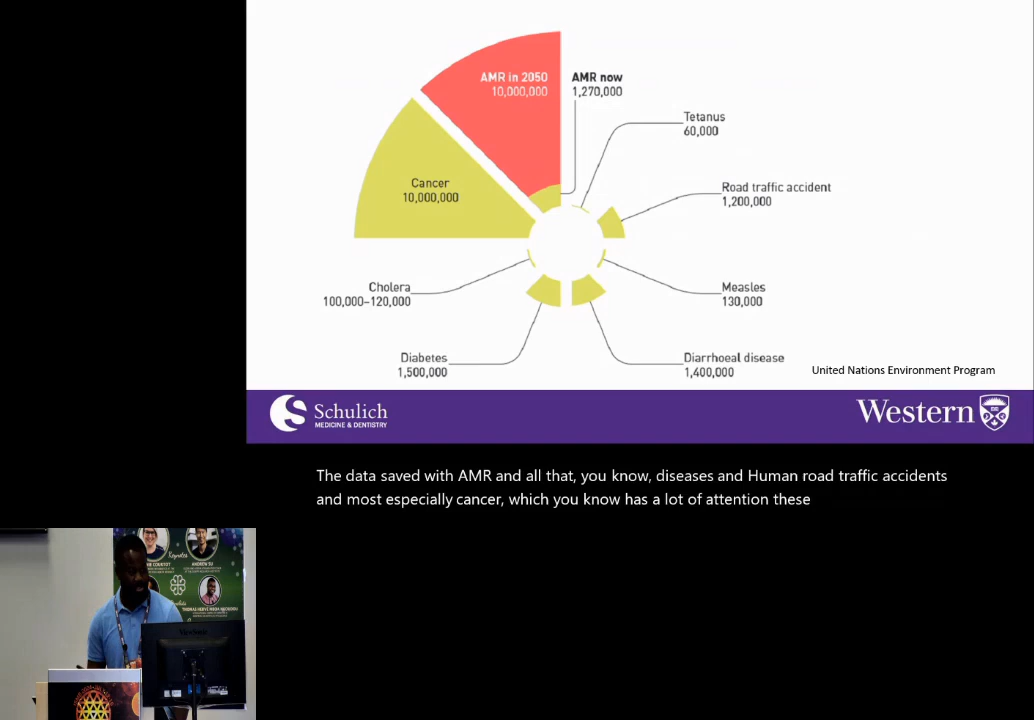 AMR in 2050
10,000,000
AMR now
1,270,000
Tetanus
60,000
Cancer
10,000,000
Road traffic accident
1,200,000
Cholera
100,000–120,000
Measles
130,000
Diabetes
1,500,000
Diarrhoeal disease
1,400,000
United Nations Environment Program
Schulich
MEDICINE & DENTISTRY
Western
The data saved with AMR and all that, you know, diseases and Human road traffic accidents
and most especially cancer, which you know has a lot of attention these
Keynotes
ANDREW SU